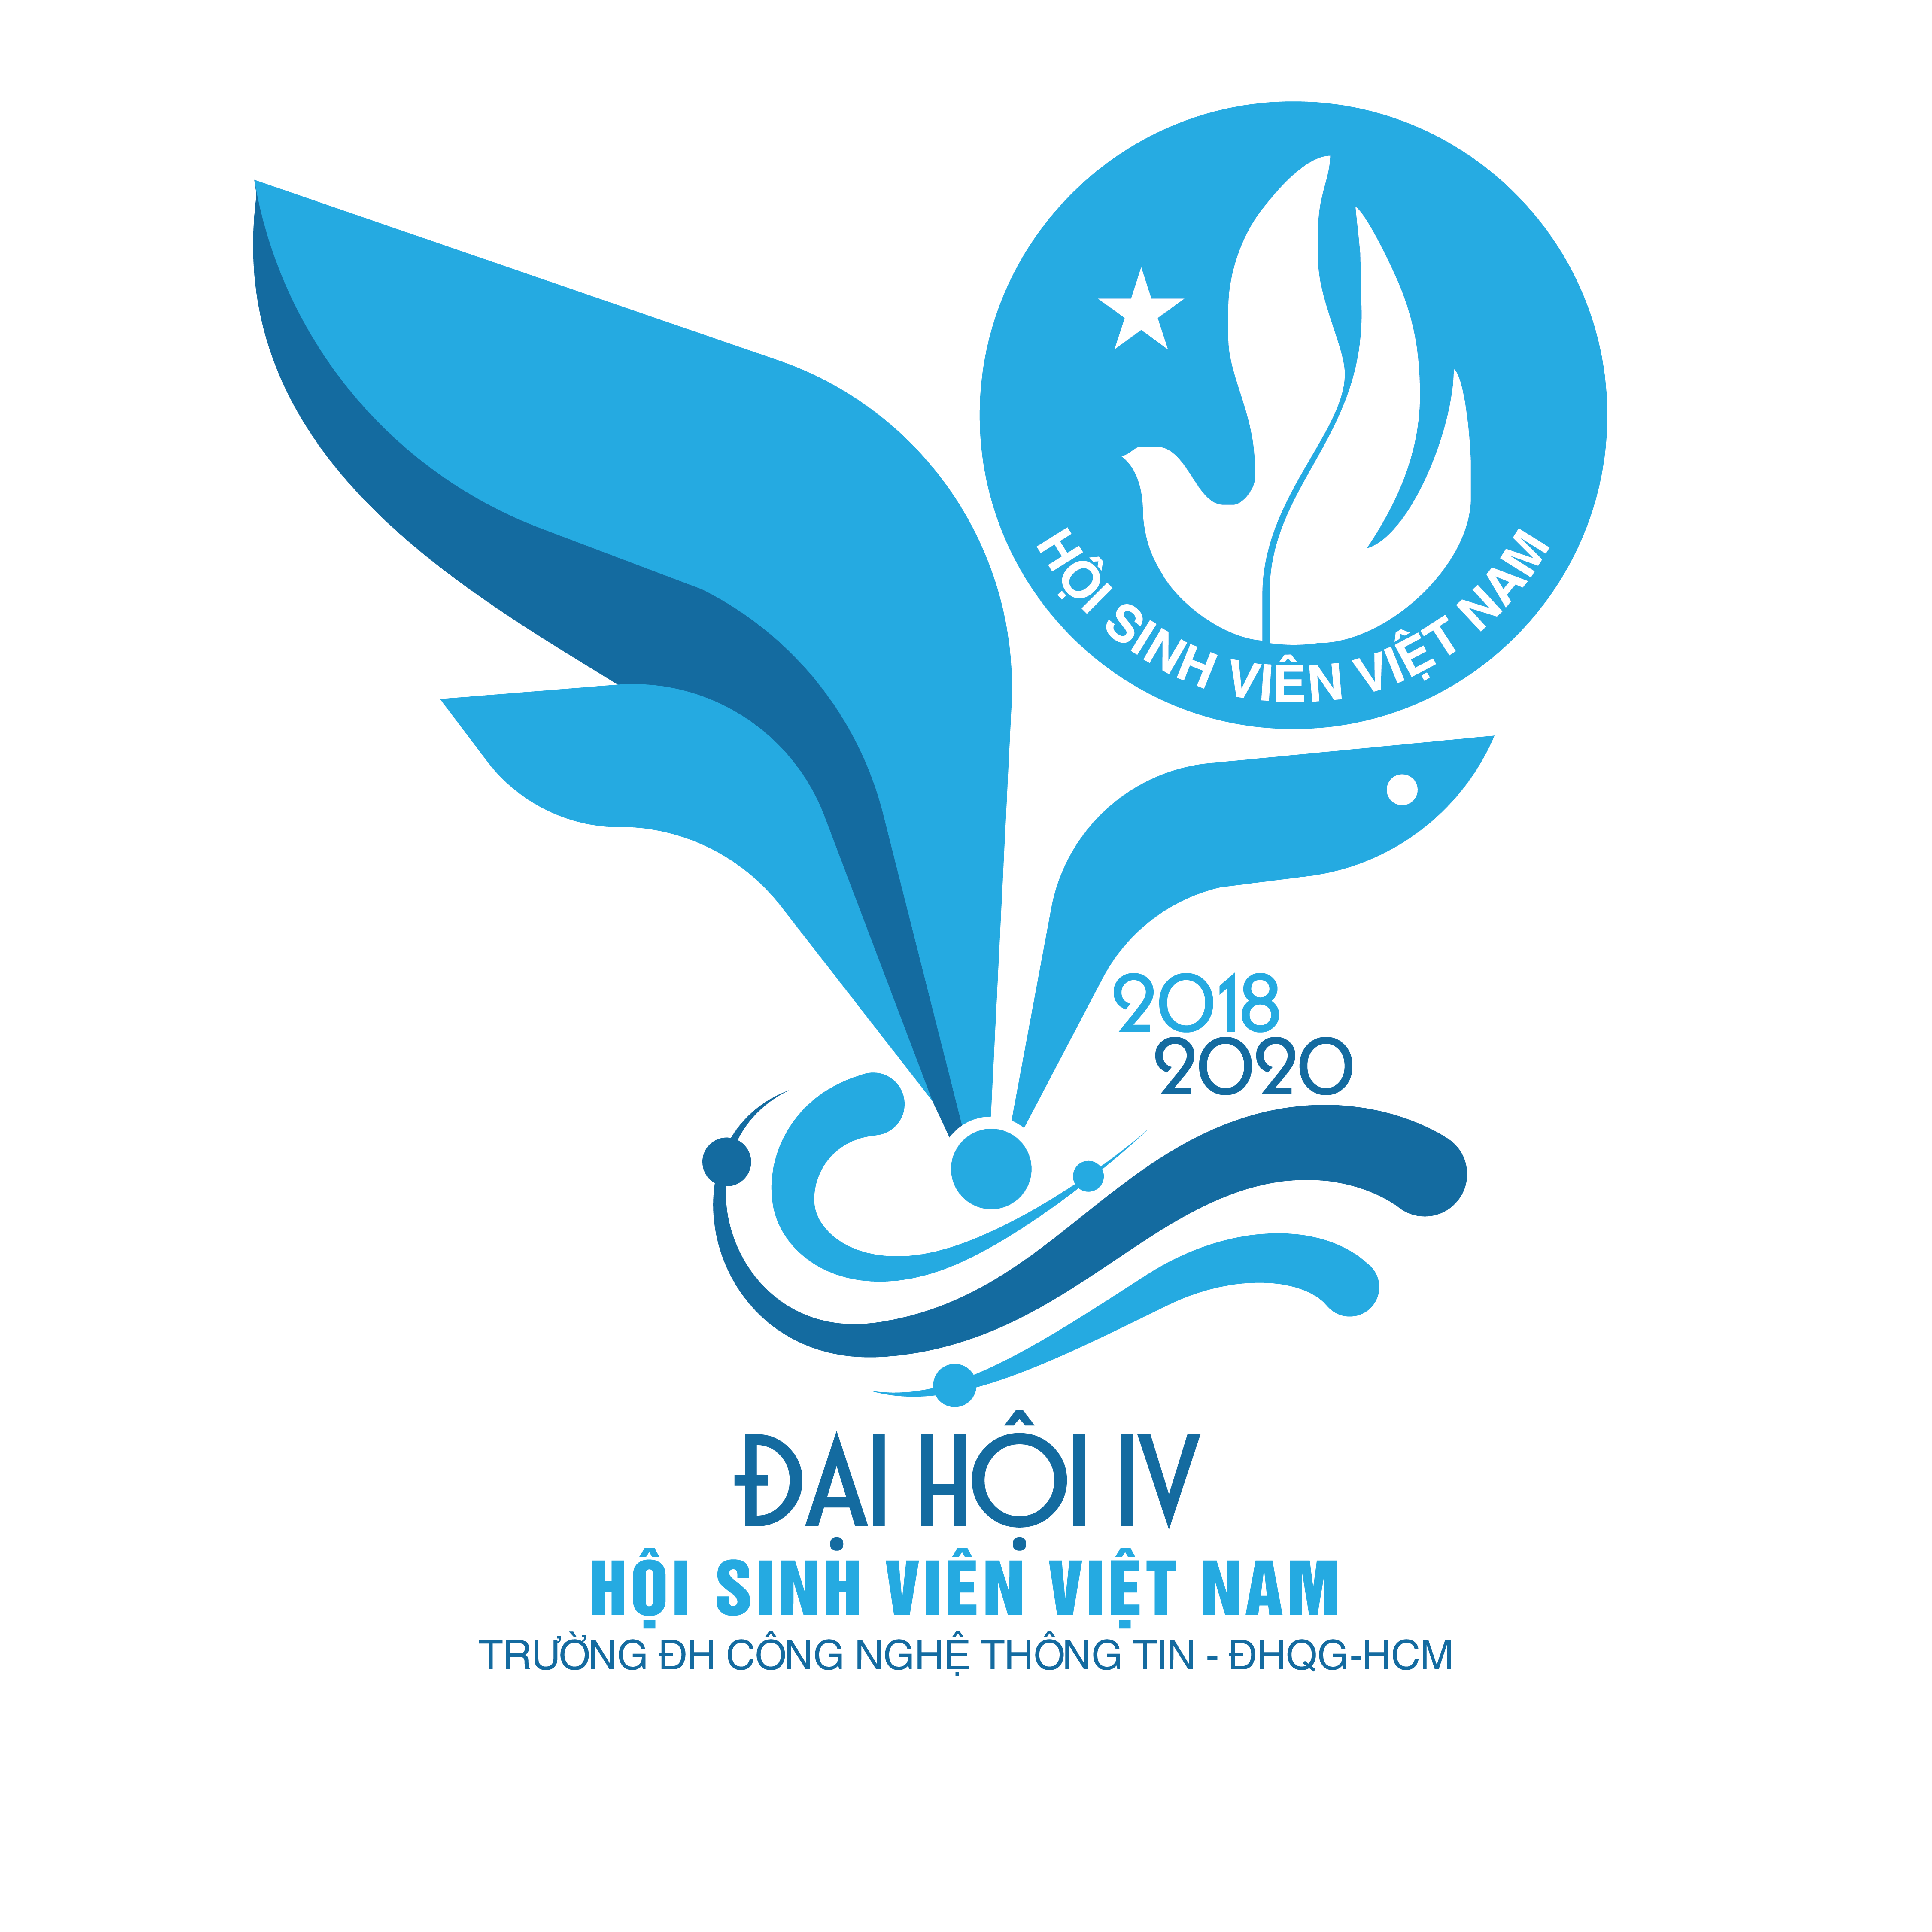 HỘI SINH VIÊN VIỆT NAM
2018
2020
ĐẠI HỘI IV
HỘI SINH VIÊN VIỆT NAM
TRƯỜNG ĐH CÔNG NGHỆ THÔNG TIN - ĐHQG-HCM